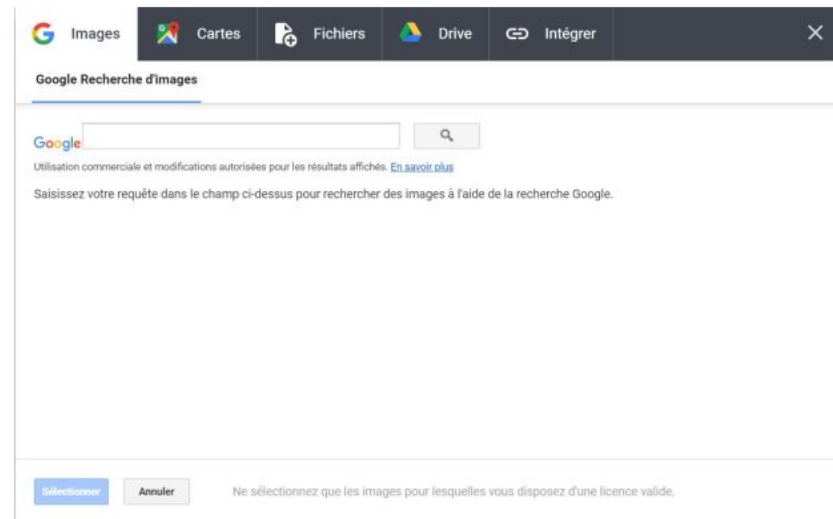 Images Cartes Fichiers Drive Intégrer
Google Recherche d'images
Google
Utilisation commerciale et modifications autorisées pour les résultats affichés. En savoir plus
Saisissez votre requête dans le champ ci-dessus pour rechercher des images à l'aide de la recherche Google.
Sélectionner Annuler Ne sélectionnez que les images pour lesquelles vous disposez d'une licence valide.